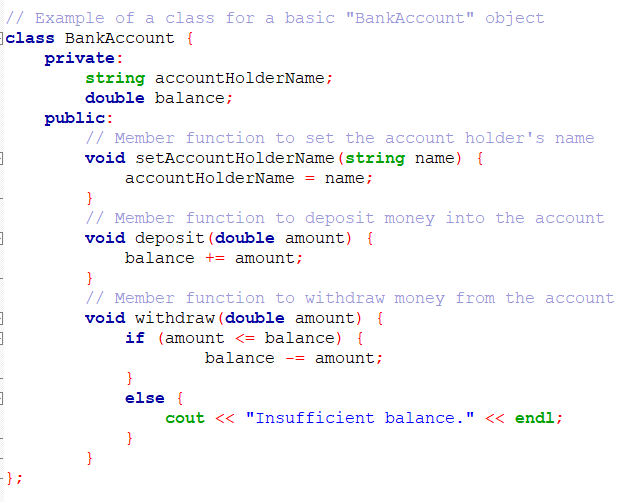 // Example of a class for a basic "BankAccount" object
class BankAccount {
    private:
        string accountHolderName;
        double balance;
    public:
        // Member function to set the account holder's name
        void setAccountHolderName(string name) {
            accountHolderName = name;
        }
        // Member function to deposit money into the account
        void deposit(double amount) {
            balance += amount;
        }
        // Member function to withdraw money from the account
        void withdraw(double amount) {
            if (amount <= balance) {
                    balance -= amount;
            }
            else {
                cout << "Insufficient balance." << endl;
            }
        }
};